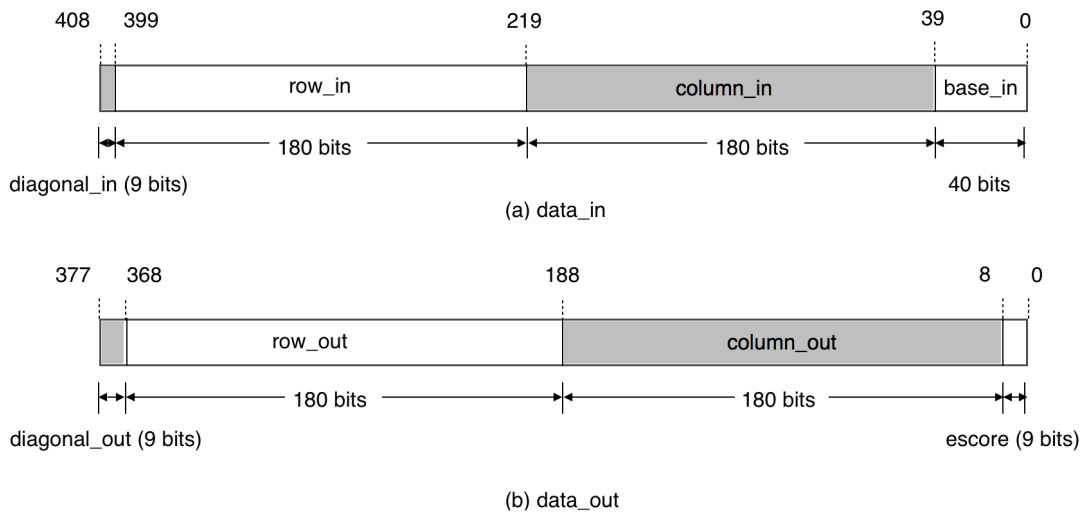 408 399 219 39 0
row_in column_in base_in
180 bits 180 bits
diagonal_in (9 bits) 40 bits
(a) data_in
377 368 188 8 0
row_out column_out
180 bits 180 bits
diagonal_out (9 bits) escore (9 bits)
(b) data_out